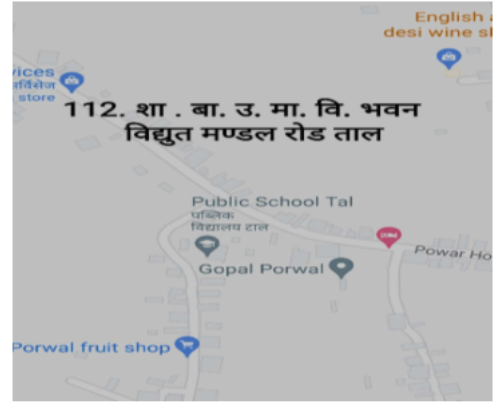 English
desi wine
vices
store
112. शा . बा. उ. मा. वि. भवन
विद्युत मण्डल रोड ताल
Public School Tal
पब्लिक
विद्यालय टाल
Gopal Porwal
Powar Ho
Porwal fruit shop